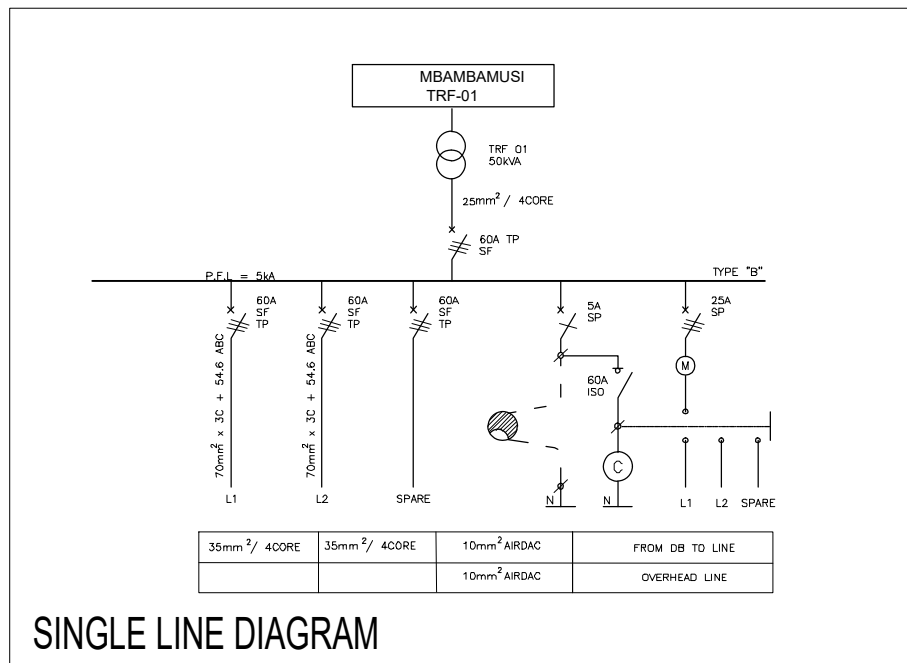 MBAMBAMUSI
TRF-01
TRF 01
50kVA
25mm² / 4CORE
60A TP
SF
P.F.L = 5kA
TYPE "B"
60A
SF
TP
60A
SF
TP
60A
SF
TP
5A
SP
25A
SP
70mm² x 3C + 54.6 ABC
70mm² x 3C + 54.6 ABC
60A
ISO
M
C
L1
L2
SPARE
N
N
L1
L2
SPARE
35mm² / 4CORE 35mm² / 4CORE 10mm² AIRDAC FROM DB TO LINE
10mm² AIRDAC OVERHEAD LINE
SINGLE LINE DIAGRAM